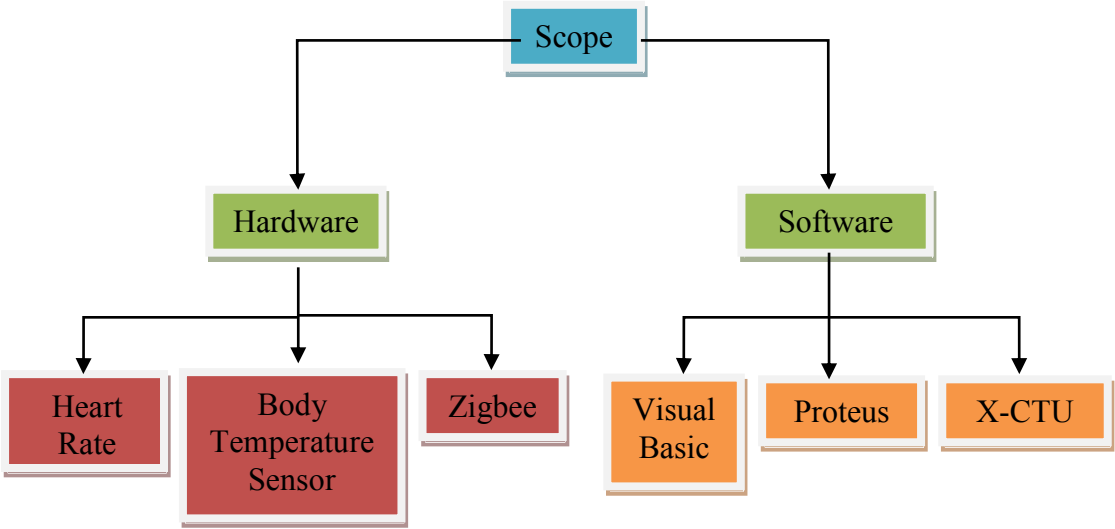 Scope
Hardware
Software
Heart
Rate
Body
Temperature
Sensor
Zigbee
Visual
Basic
Proteus
X-CTU